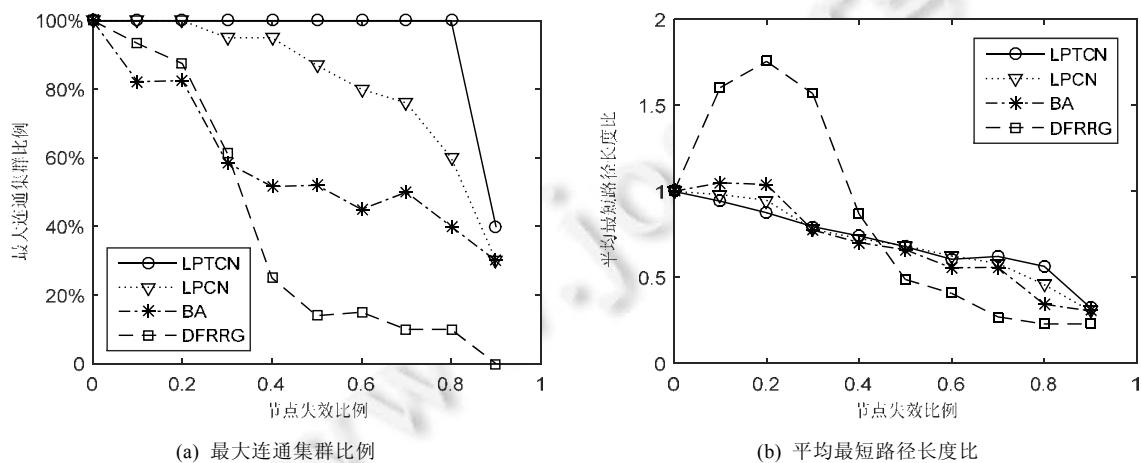 100%
80%
60%
40%
20%
0
最大连通集群比例
LPTCN
LPCN
BA
DFRRG
0 0.2 0.4 0.6 0.8 1
节点失效比例
(a) 最大连通集群比例
2
1.5
1
0.5
0
平均最短路径长度比
LPTCN
LPCN
BA
DFRRG
0 0.2 0.4 0.6 0.8 1
节点失效比例
(b) 平均最短路径长度比